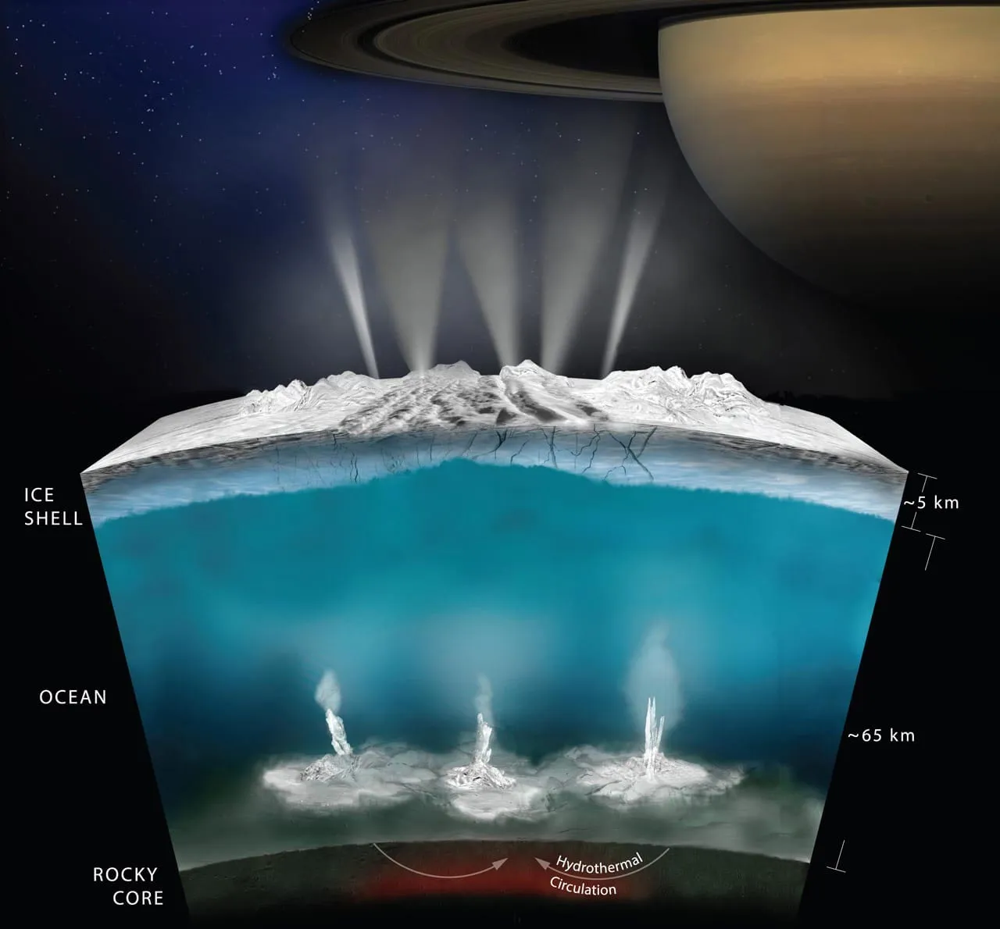 ICE
SHELL
~5 km
OCEAN
~65 km
ROCKY
CORE
Hydrothermal
Circulation